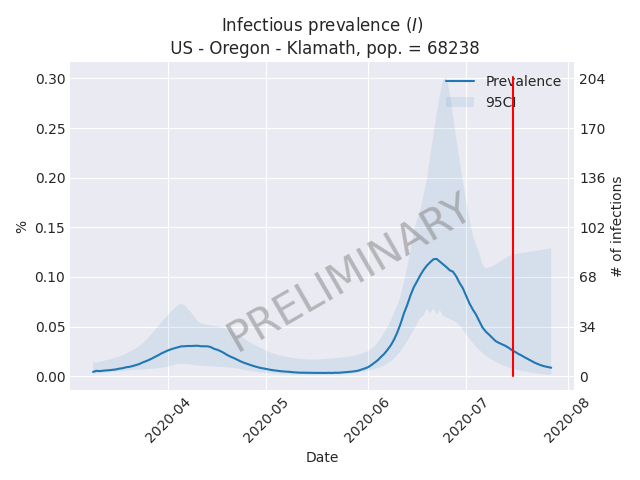 Infectious prevalence (I)
US - Oregon - Klamath, pop. = 68238
Prevalence
95CI
PRELIMINARY
%
0.30
0.25
0.20
0.15
0.10
0.05
0.00
204
170
136
102
68
34
0
# of infections
2020-04
2020-05
2020-06
2020-07
2020-08
Date